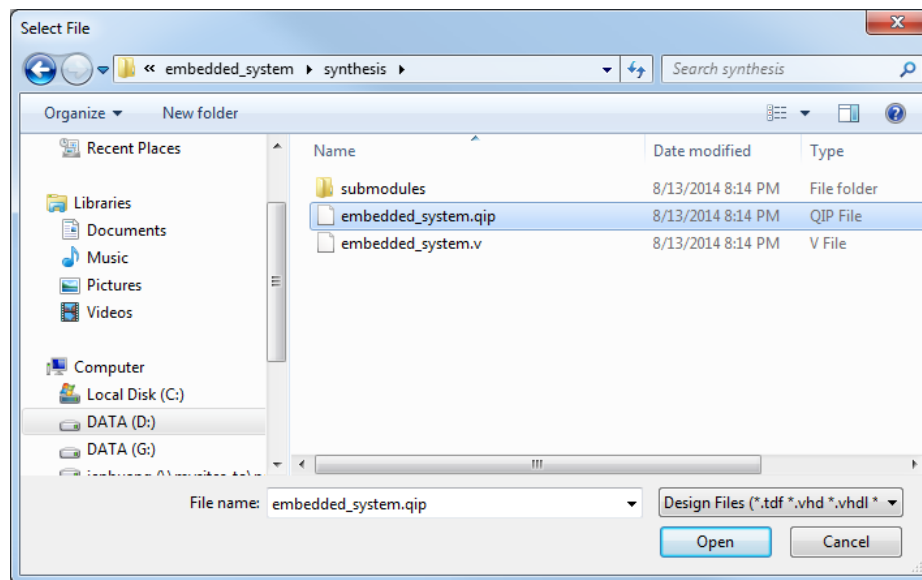 Select File
« embedded_system synthesis
Search synthesis
Organize New folder
Recent Places
Libraries
Documents
Music
Pictures
Videos
Computer
Local Disk (C:)
DATA (D:)
DATA (G:)
Name Date modified Type
submodules 8/13/2014 8:14 PM File folder
embedded_system.qip 8/13/2014 8:14 PM QIP File
embedded_system.v 8/13/2014 8:14 PM V File
File name: embedded_system.qip Design Files (*.tdf *.vhd *.vhdl *
Open Cancel